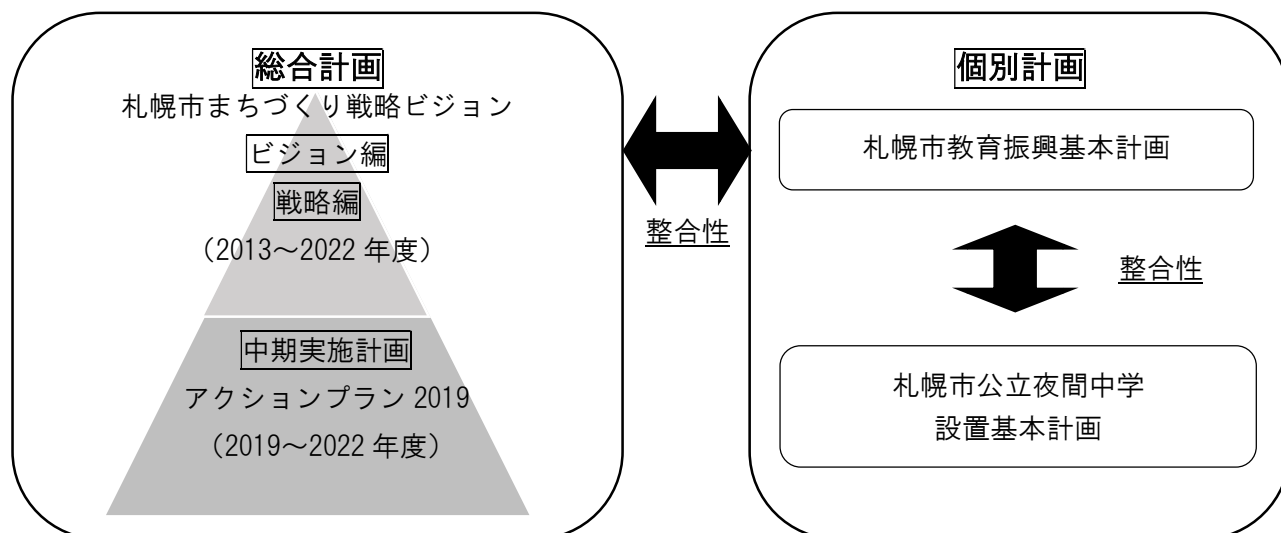 総合計画
札幌市まちづくり戦略ビジョン
ビジョン編
戦略編
（2013～2022 年度）
中期実施計画
アクションプラン 2019
（2019～2022 年度）
整合性
個別計画
札幌市教育振興基本計画
整合性
札幌市公立夜間中学
設置基本計画